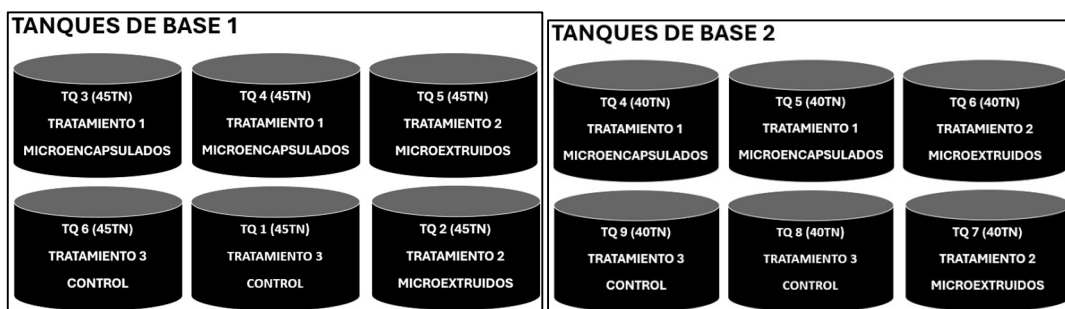 TANQUES DE BASE 1
TQ 3 (45TN)
TRATAMIENTO 1
MICROENCAPSULADOS
TQ 4 (45TN)
TRATAMIENTO 1
MICROENCAPSULADOS
TQ 5 (45TN)
TRATAMIENTO 2
MICROEXTRUIDOS
TQ 6 (45TN)
TRATAMIENTO 3
CONTROL
TQ 1 (45TN)
TRATAMIENTO 3
CONTROL
TQ 2 (45TN)
TRATAMIENTO 2
MICROEXTRUIDOS
TANQUES DE BASE 2
TQ 4 (40TN)
TRATAMIENTO 1
MICROENCAPSULADOS
TQ 5 (40TN)
TRATAMIENTO 1
MICROENCAPSULADOS
TQ 6 (40TN)
TRATAMIENTO 2
MICROEXTRUIDOS
TQ 9 (40TN)
TRATAMIENTO 3
CONTROL
TQ 8 (40TN)
TRATAMIENTO 3
CONTROL
TQ 7 (40TN)
TRATAMIENTO 2
MICROEXTRUIDOS